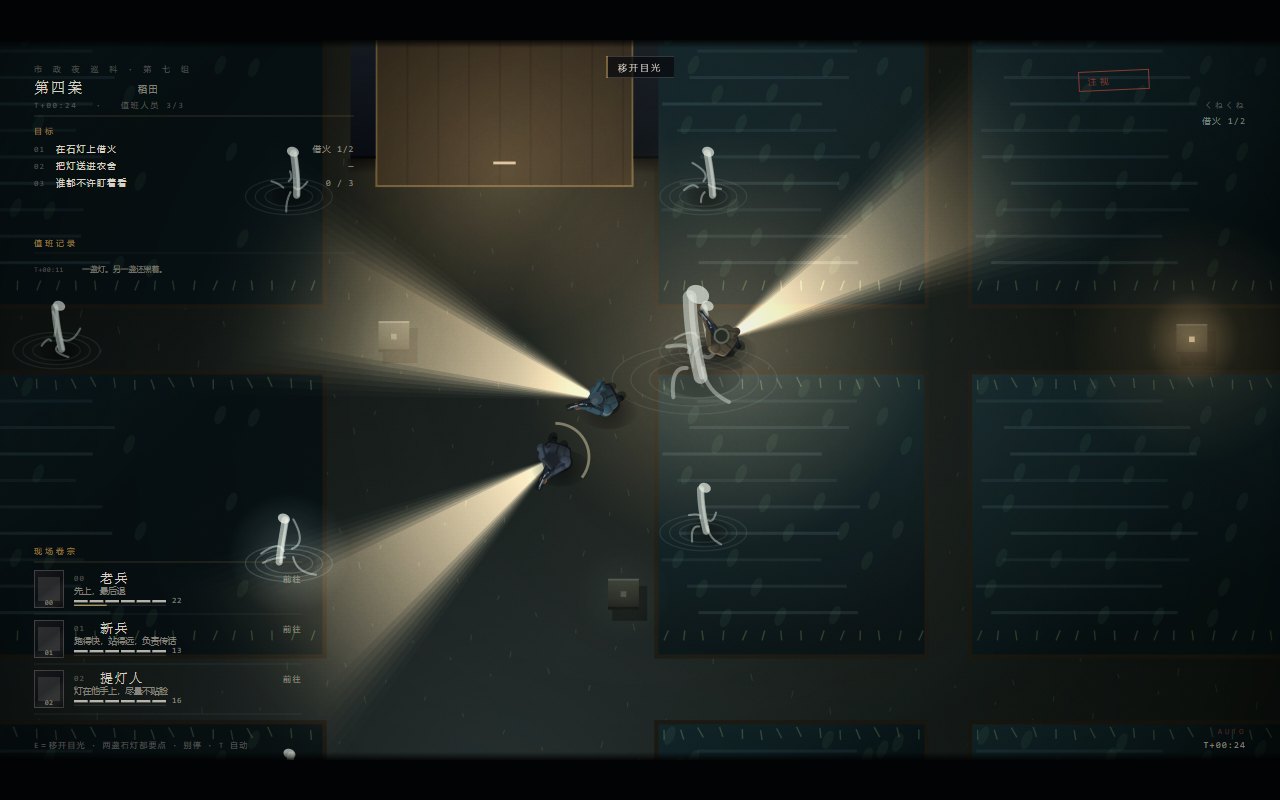 市政夜巡科 · 第七组
第四案 稻田
T+00:24 · 值班人员 3/3
目标
01 在石灯上借火 借火 1/2
02 把灯送进农舍 —
03 谁都不许盯着看 0 / 3
值班记录
T+00:11 一盏灯。另一盏还黑着。
移开目光
注视
くねくね
借火 1/2
现场卷宗
00 00 老兵 前往
先上，最后退
22
01 01 新兵 前往
跑得快，站得远，负责传话
13
02 02 提灯人 前往
灯在他手上，尽量不贴脸
16
E=移开目光 · 两盏石灯都要点 · 别停 · T 自动
AUTO
T+00:24